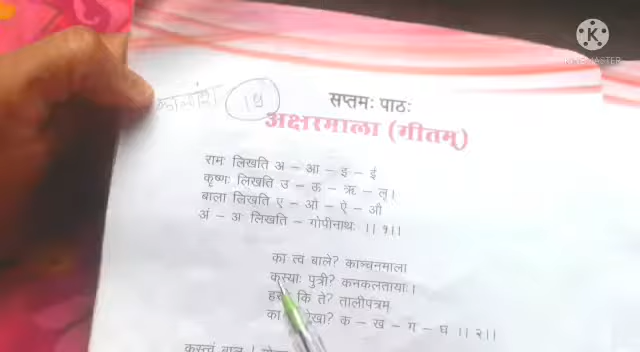 सप्तमः पाठः
अक्षरमाला (गीतम्)
रामः लिखति अ – आ – इ – ई
कृष्णः लिखति उ – ऊ – ऋ – लृ।
बाला लिखति ए – ओ – ऐ – औ
अं – अः लिखति – गोपीनाथः ।।१।।
का त्वं बाले? काञ्चनमाला
कस्याः पुत्री? कनकलतायाः।
किं ते? तालीपत्रम्
का क – ख – ग – घ ।।२।।
K